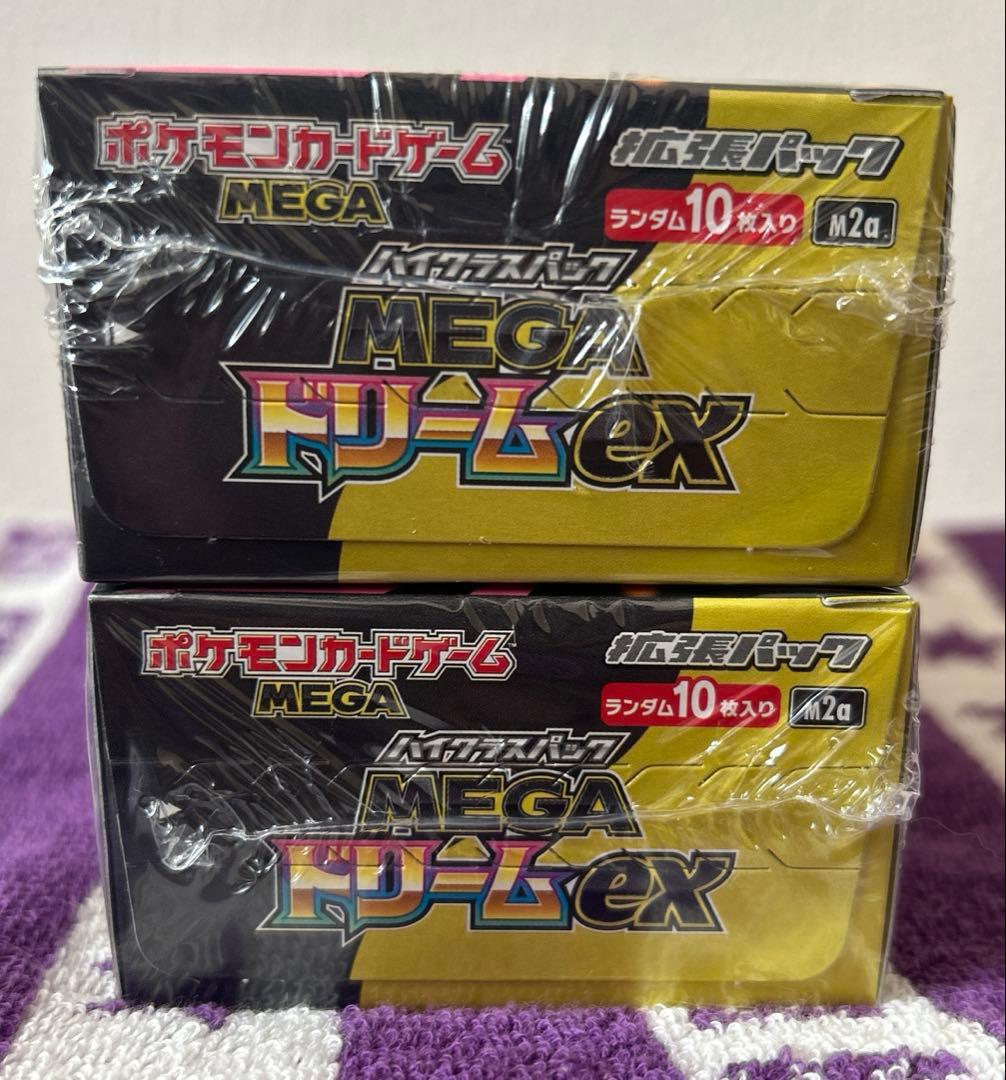 ポケモンカードゲーム
MEGA
拡張パック
ランダム10枚入り
M2a
ハイクラスパック
MEGA
ドリームex
ポケモンカードゲーム
MEGA
拡張パック
ランダム10枚入り
M2a
ハイクラスパック
MEGA
ドリームex